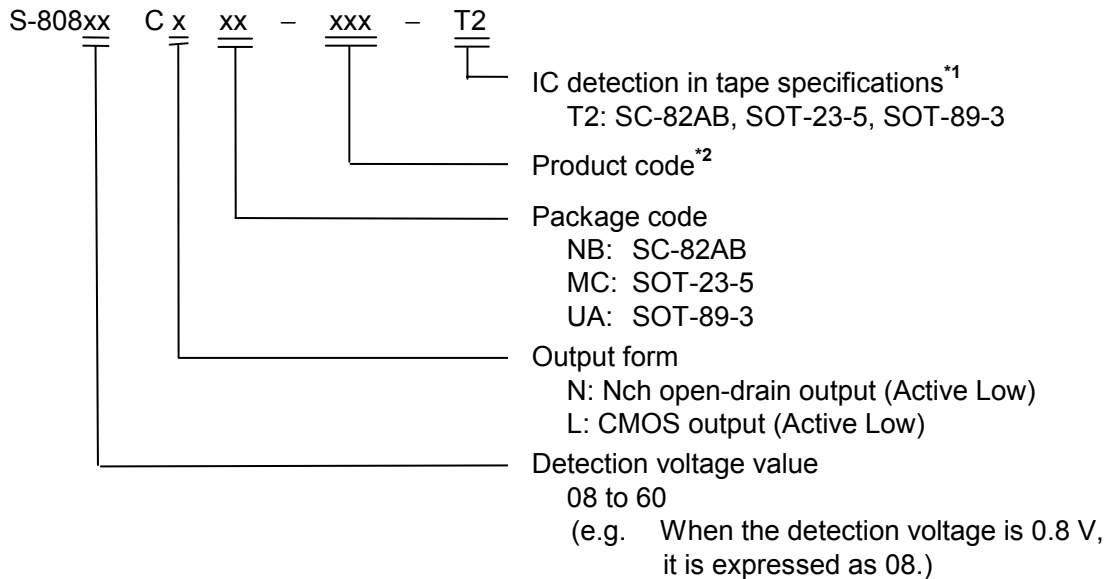 S-808xx C x xx – xxx – T2
IC detection in tape specifications*1
T2: SC-82AB, SOT-23-5, SOT-89-3
Product code*2
Package code
NB: SC-82AB
MC: SOT-23-5
UA: SOT-89-3
Output form
N: Nch open-drain output (Active Low)
L: CMOS output (Active Low)
Detection voltage value
08 to 60
(e.g. When the detection voltage is 0.8 V,
it is expressed as 08.)